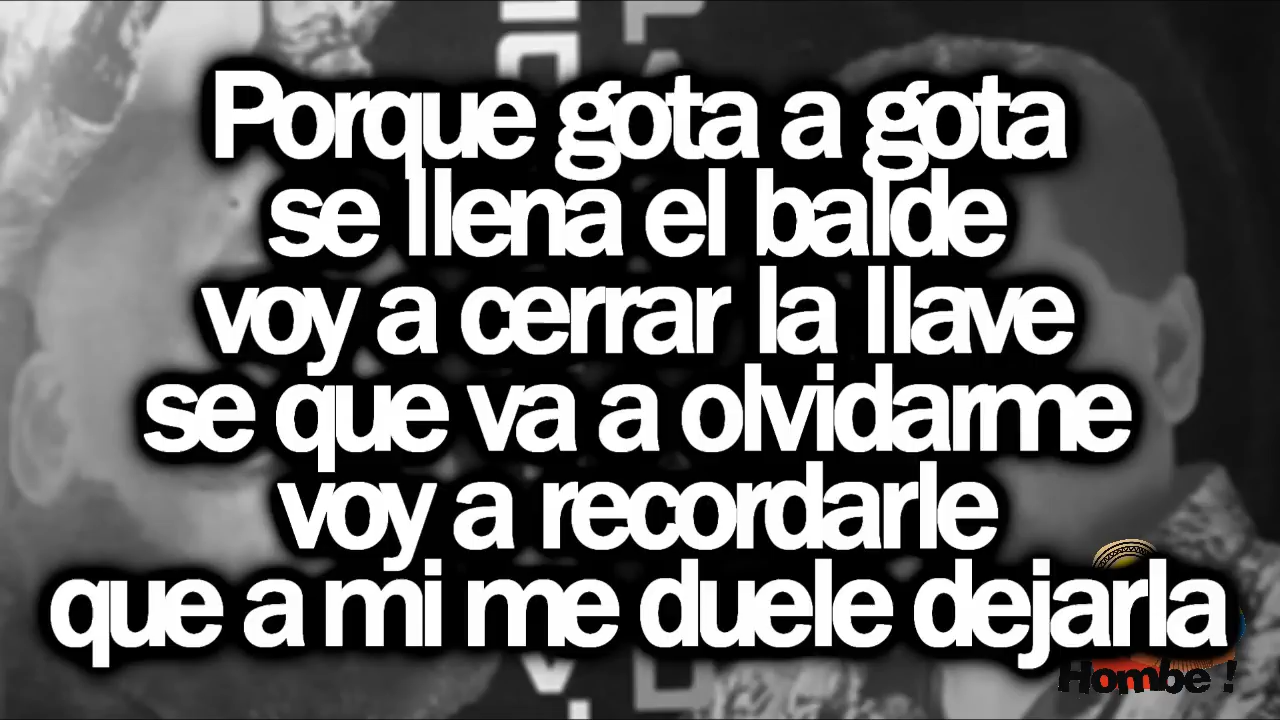 Porque gota a gota
se llena el balde
voy a cerrar la llave
se que va a olvidarme
voy a recordarle
que a mi me duele dejarla
Hombe !